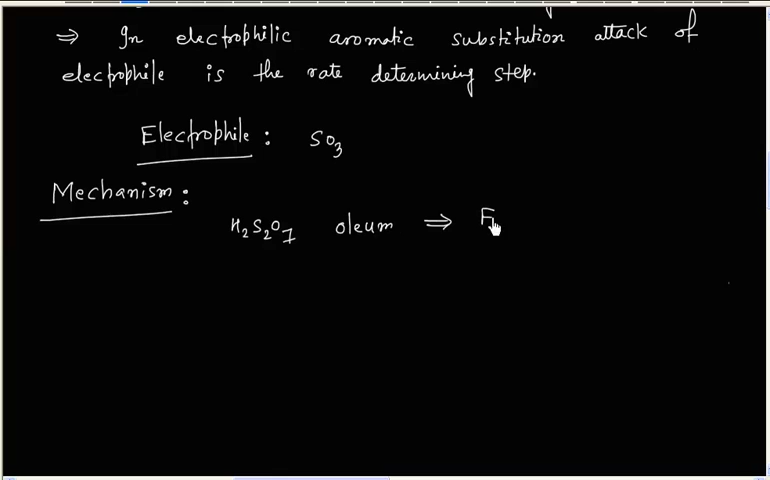 ⇒ In electrophilic aromatic substitution attack of
electrophile is the rate determining step.
Electrophile : SO3
Mechanism :
H2S2O7 oleum ⇒ F